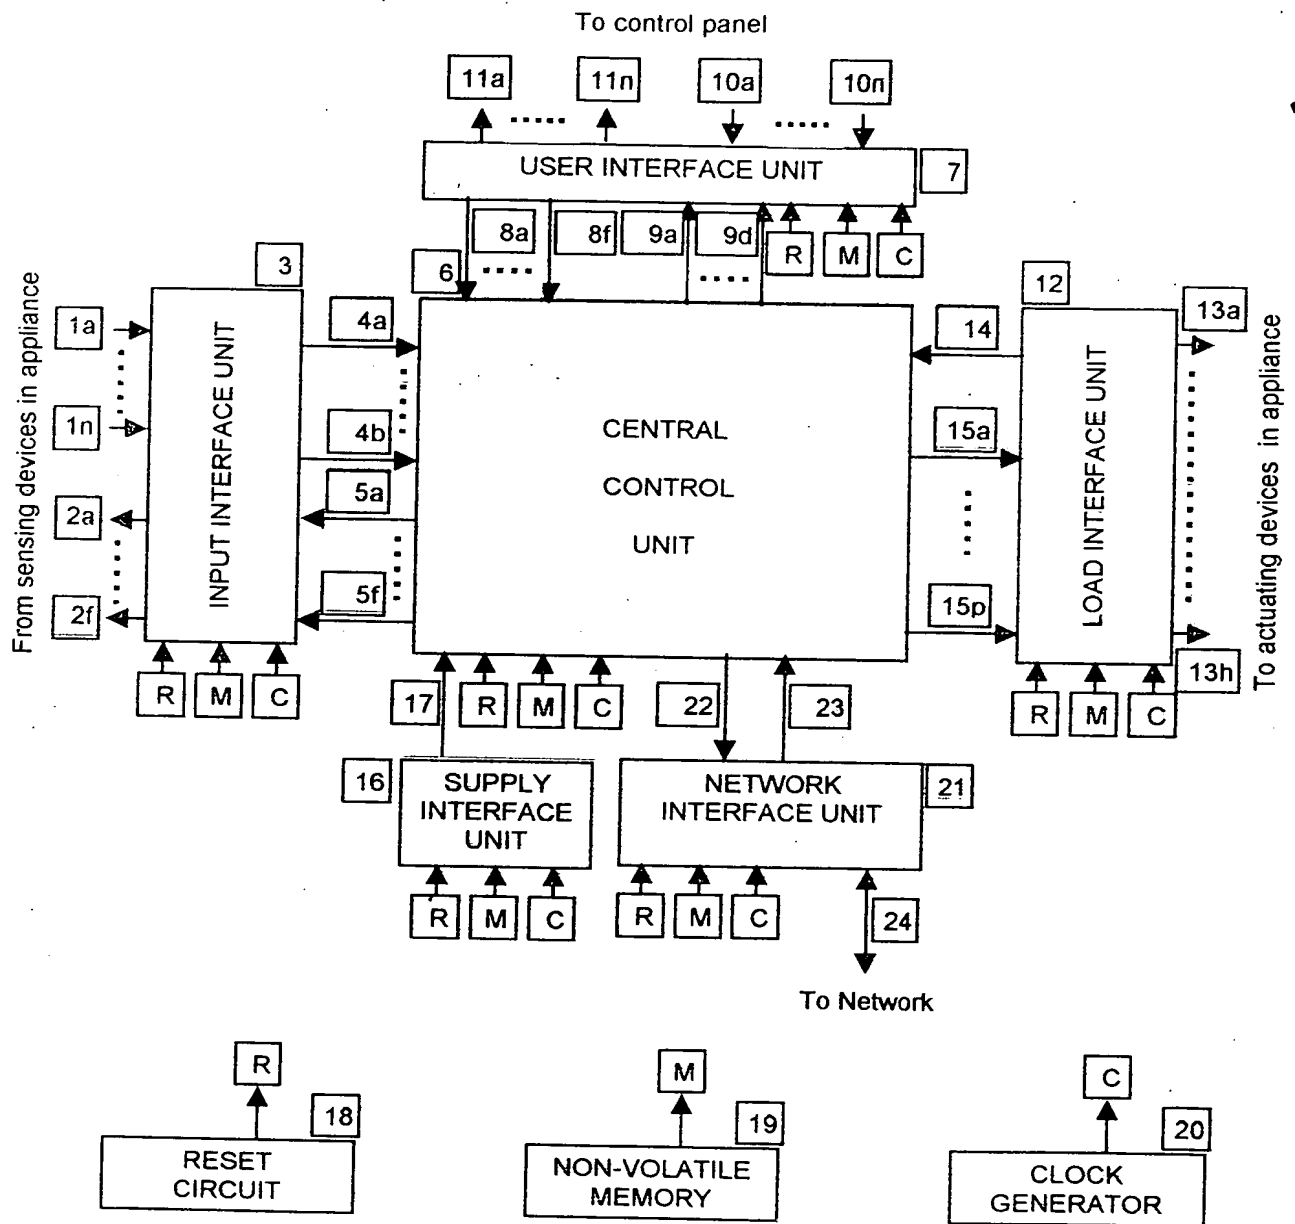 To control panel
11a 11n 10a 10n
USER INTERFACE UNIT
7
8a 8f 9a 9d
R M C
3
6
12
From sensing devices in appliance
1a
1n
2a
2f
INPUT INTERFACE UNIT
4a
4b
5a
5f
CENTRAL
CONTROL
UNIT
14
15a
15p
LOAD INTERFACE UNIT
13a
13h
To actuating devices in appliance
R M C
17
R M C
22
23
R M C
16
SUPPLY
INTERFACE
UNIT
NETWORK
INTERFACE UNIT
21
R M C
R M C
24
To Network
R
18
RESET
CIRCUIT
M
19
NON-VOLATILE
MEMORY
C
20
CLOCK
GENERATOR